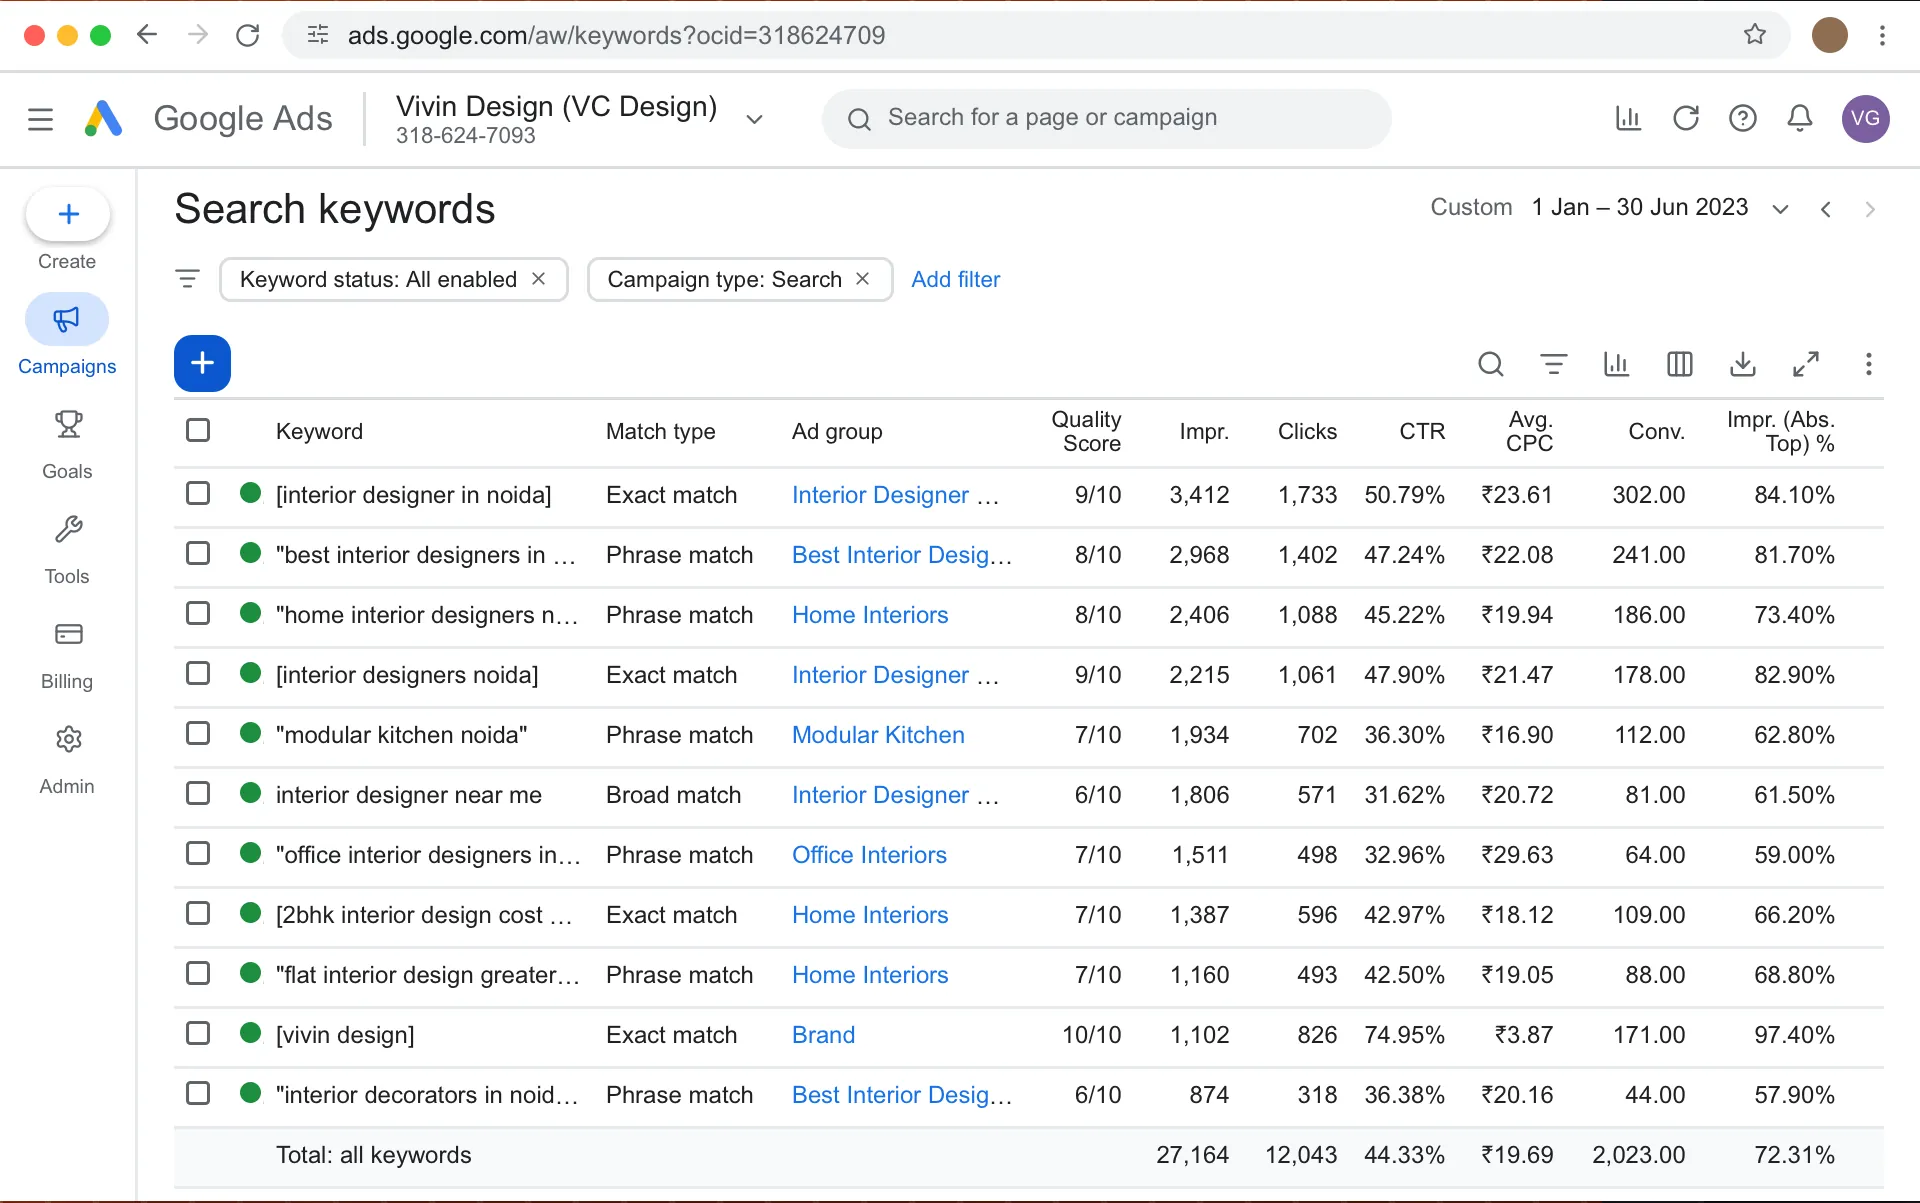 ads.google.com/aw/keywords?ocid=318624709
Google Ads
Vivin Design (VC Design)
318-624-7093
Search for a page or campaign
VG
Create
Campaigns
Goals
Tools
Billing
Admin
Search keywords
Custom 1 Jan – 30 Jun 2023
Keyword status: All enabled
Campaign type: Search
Add filter
Keyword Match type Ad group Quality Score Impr. Clicks CTR Avg. CPC Conv. Impr. (Abs. Top) %
[interior designer in noida] Exact match Interior Designer … 9/10 3,412 1,733 50.79% ₹23.61 302.00 84.10%
"best interior designers in … Phrase match Best Interior Desig… 8/10 2,968 1,402 47.24% ₹22.08 241.00 81.70%
"home interior designers n… Phrase match Home Interiors 8/10 2,406 1,088 45.22% ₹19.94 186.00 73.40%
[interior designers noida] Exact match Interior Designer … 9/10 2,215 1,061 47.90% ₹21.47 178.00 82.90%
"modular kitchen noida" Phrase match Modular Kitchen 7/10 1,934 702 36.30% ₹16.90 112.00 62.80%
interior designer near me Broad match Interior Designer … 6/10 1,806 571 31.62% ₹20.72 81.00 61.50%
"office interior designers in… Phrase match Office Interiors 7/10 1,511 498 32.96% ₹29.63 64.00 59.00%
[2bhk interior design cost … Exact match Home Interiors 7/10 1,387 596 42.97% ₹18.12 109.00 66.20%
"flat interior design greater… Phrase match Home Interiors 7/10 1,160 493 42.50% ₹19.05 88.00 68.80%
[vivin design] Exact match Brand 10/10 1,102 826 74.95% ₹3.87 171.00 97.40%
"interior decorators in noid… Phrase match Best Interior Desig… 6/10 874 318 36.38% ₹20.16 44.00 57.90%
Total: all keywords 27,164 12,043 44.33% ₹19.69 2,023.00 72.31%